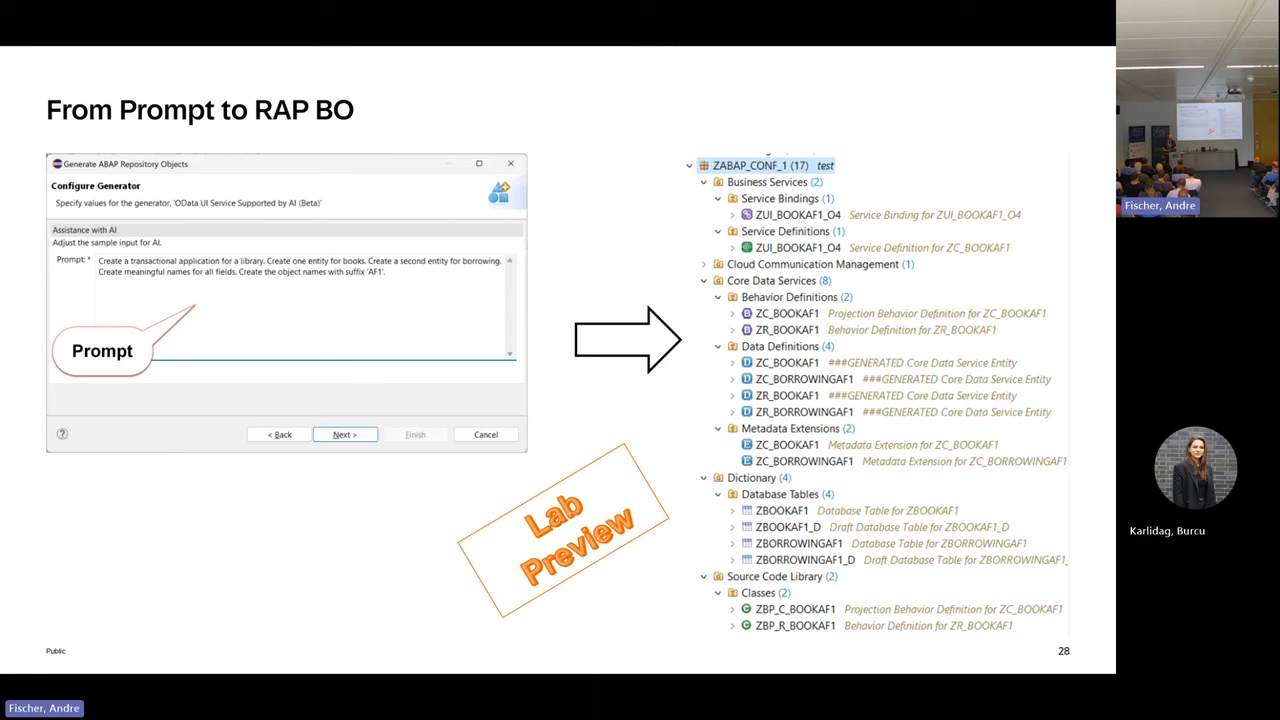 From Prompt to RAP BO
Generate ABAP Repository Objects
Configure Generator
Specify values for the generator, 'OData UI Service Supported by AI (Beta)'
Assistance with AI
Adjust the sample input for AI.
Prompt: * Create a transactional application for a library. Create one entity for books. Create a second entity for borrowing.
Create meaningful names for all fields. Create the object names with suffix 'AF1'.
Prompt
< Back
Next >
Finish
Cancel
Lab
Preview
ZABAP_CONF_1 (17) test
Business Services (2)
Service Bindings (1)
ZUI_BOOKAF1_O4 Service Binding for ZUI_BOOKAF1_O4
Service Definitions (1)
ZUI_BOOKAF1_O4 Service Definition for ZC_BOOKAF1
Cloud Communication Management (1)
Core Data Services (8)
Behavior Definitions (2)
ZC_BOOKAF1 Projection Behavior Definition for ZC_BOOKAF1
ZR_BOOKAF1 Behavior Definition for ZR_BOOKAF1
Data Definitions (4)
ZC_BOOKAF1 ###GENERATED Core Data Service Entity
ZC_BORROWINGAF1 ###GENERATED Core Data Service Entity
ZR_BOOKAF1 ###GENERATED Core Data Service Entity
ZR_BORROWINGAF1 ###GENERATED Core Data Service Entity
Metadata Extensions (2)
ZC_BOOKAF1 Metadata Extension for ZC_BOOKAF1
ZC_BORROWINGAF1 Metadata Extension for ZC_BORROWINGAF1
Dictionary (4)
Database Tables (4)
ZBOOKAF1 Database Table for ZBOOKAF1
ZBOOKAF1_D Draft Database Table for ZBOOKAF1_D
ZBORROWINGAF1 Database Table for ZBORROWINGAF1
ZBORROWINGAF1_D Draft Database Table for ZBORROWINGAF1_
Source Code Library (2)
Classes (2)
ZBP_C_BOOKAF1 Projection Behavior Definition for ZC_BOOKAF1
ZBP_R_BOOKAF1 Behavior Definition for ZR_BOOKAF1
Public
28
Fischer, Andre
Karlidag, Burcu
Fischer, Andre